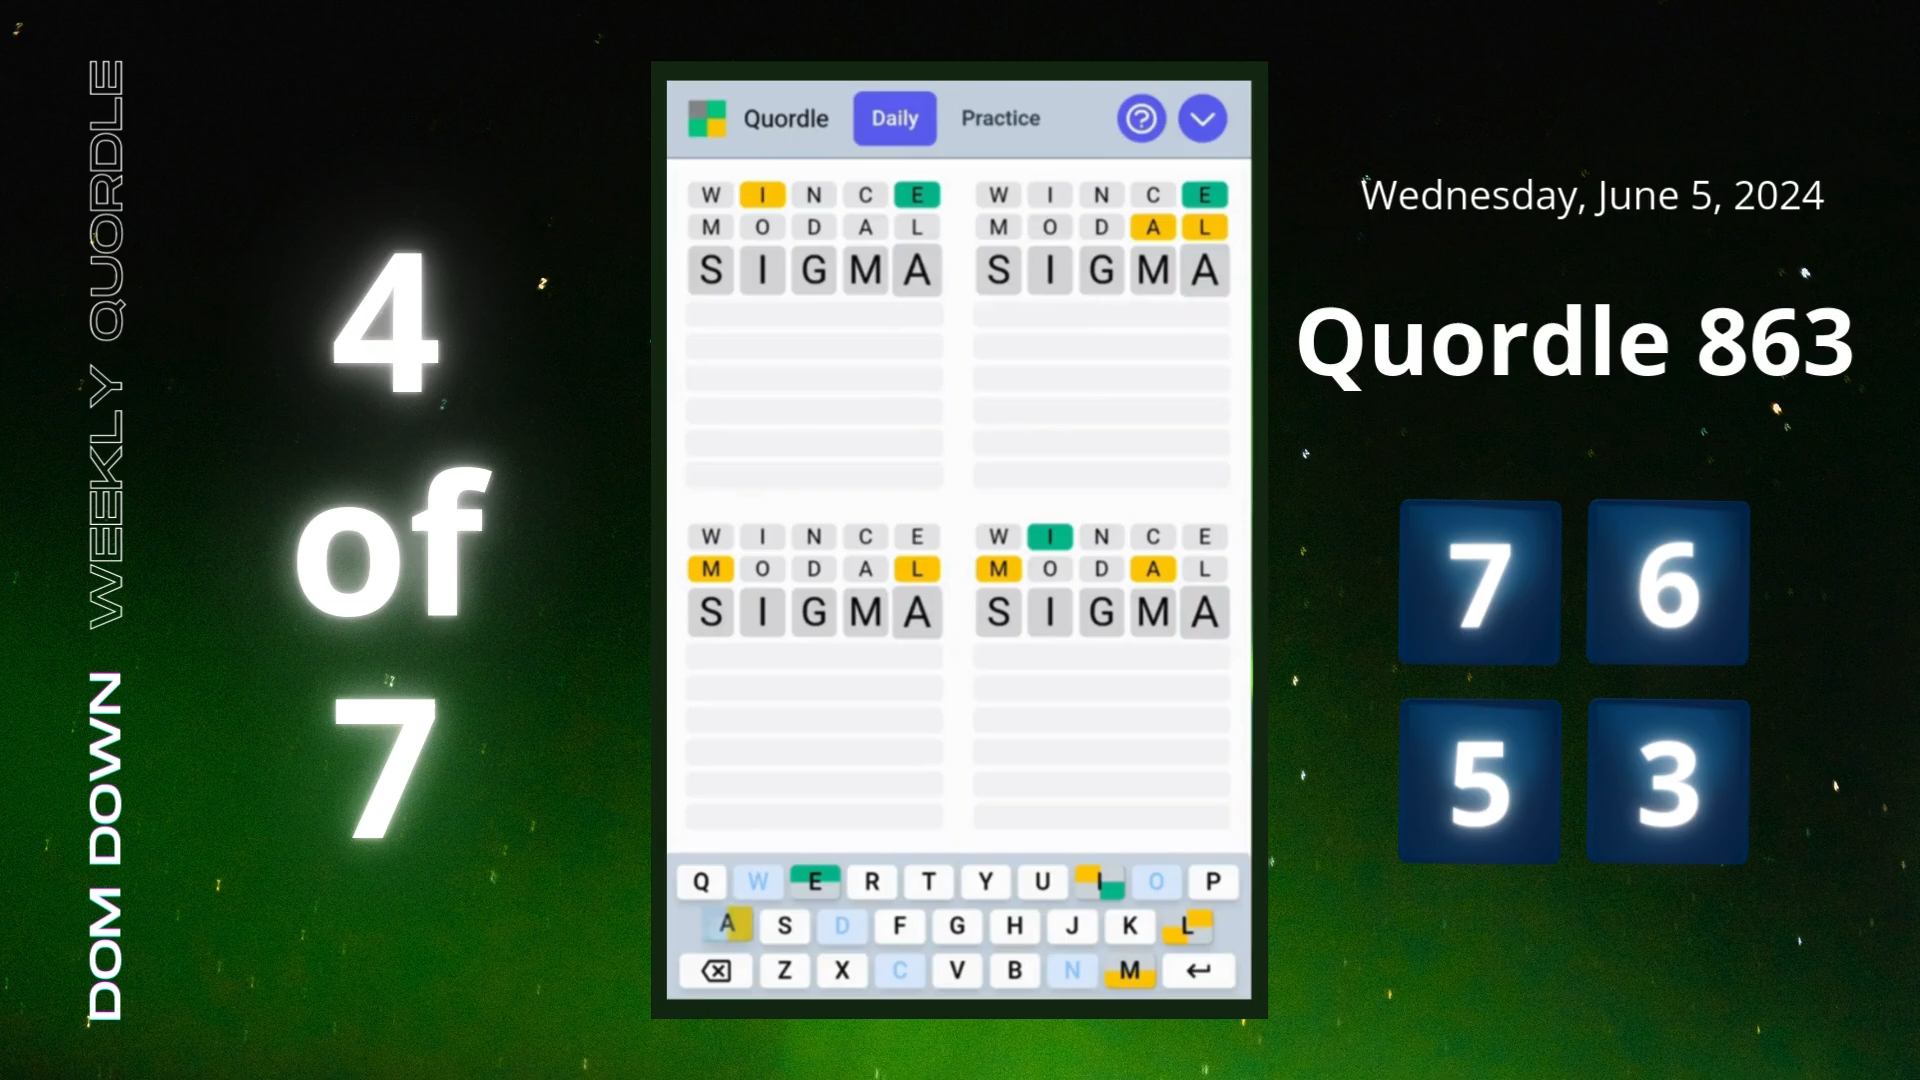 DOM DOWN WEEKLY QUORDLE
4
of
7
Quordle Daily Practice
W I N C E W I N C E
M O D A L M O D A L
S I G M A S I G M A
W I N C E W I N C E
M O D A L M O D A L
S I G M A S I G M A
Q W E R T Y U I O P
A S D F G H J K L
Z X C V B N M
Wednesday, June 5, 2024
Quordle 863
7 6
5 3